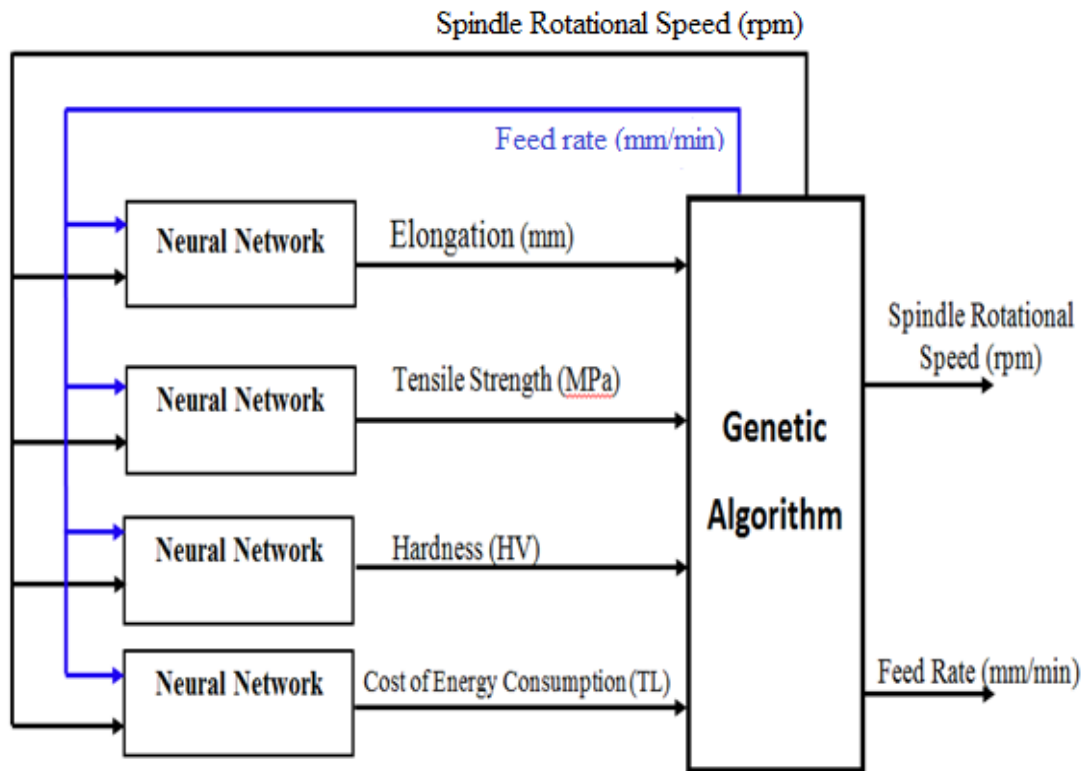 Spindle Rotational Speed (rpm)
Feed rate (mm/min)
Neural Network
Elongation (mm)
Neural Network
Tensile Strength (MPa)
Neural Network
Hardness (HV)
Neural Network
Cost of Energy Consumption (TL)
Genetic
Algorithm
Spindle Rotational
Speed (rpm)
Feed Rate (mm/min)